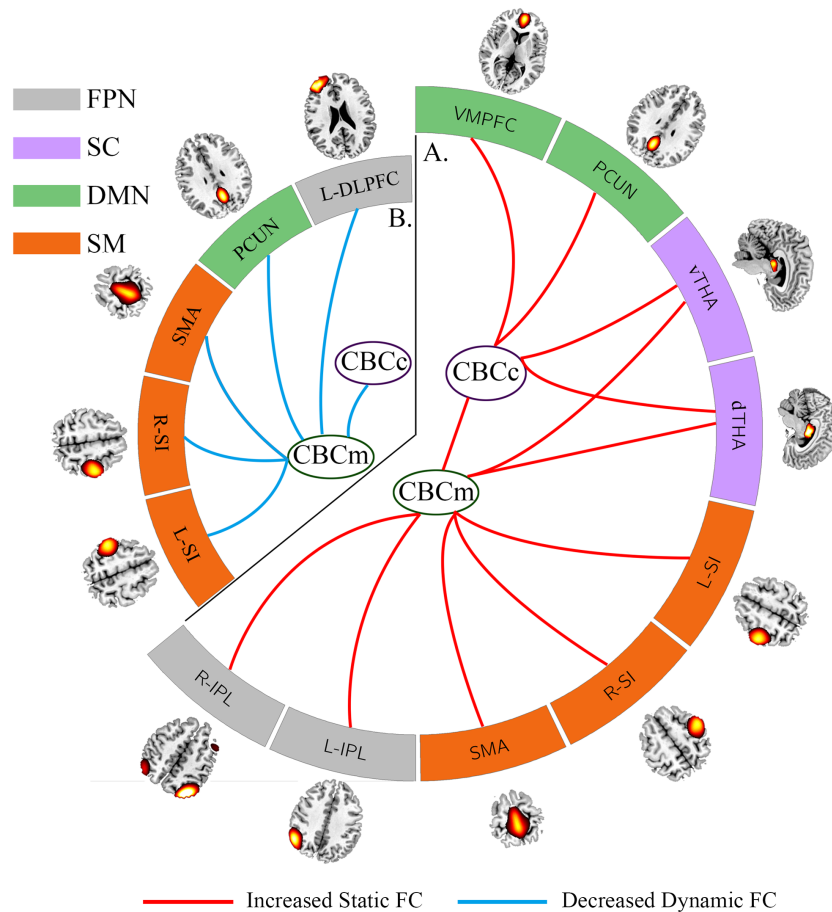 FPN
SC
DMN
SM
A.
VMPFC
PCUN
vTHA
dTHA
L-SI
R-SI
SMA
L-IPL
R-IPL
CBCc
CBCm
B.
L-DLPFC
PCUN
SMA
R-SI
L-SI
CBCc
CBCm
Increased Static FC
Decreased Dynamic FC